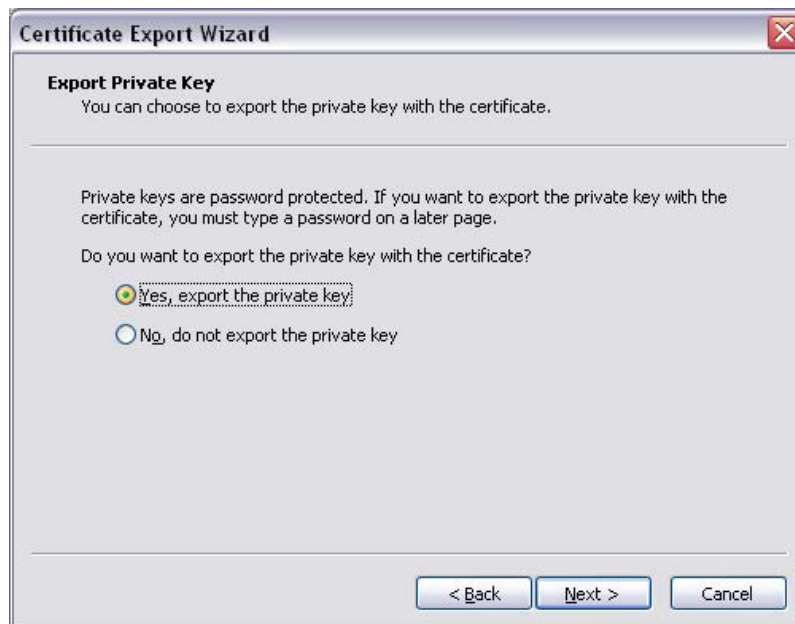 Certificate Export Wizard
Export Private Key
You can choose to export the private key with the certificate.
Private keys are password protected. If you want to export the private key with the
certificate, you must type a password on a later page.
Do you want to export the private key with the certificate?
Yes, export the private key
No, do not export the private key
< Back
Next >
Cancel